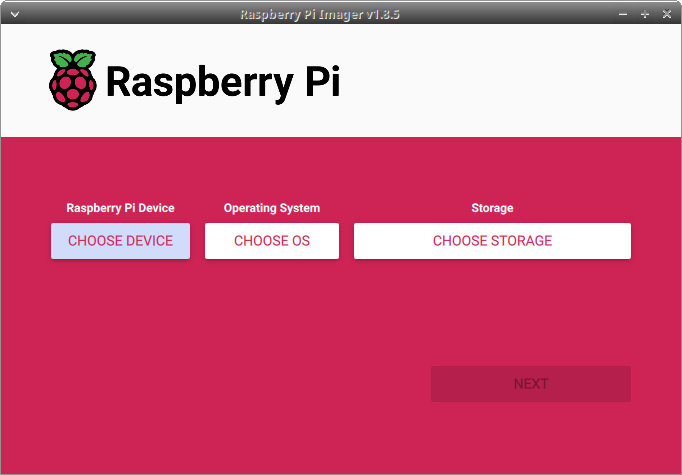 Raspberry Pi Imager v1.8.5
Raspberry Pi
Raspberry Pi Device
Operating System
Storage
CHOOSE DEVICE
CHOOSE OS
CHOOSE STORAGE
NEXT